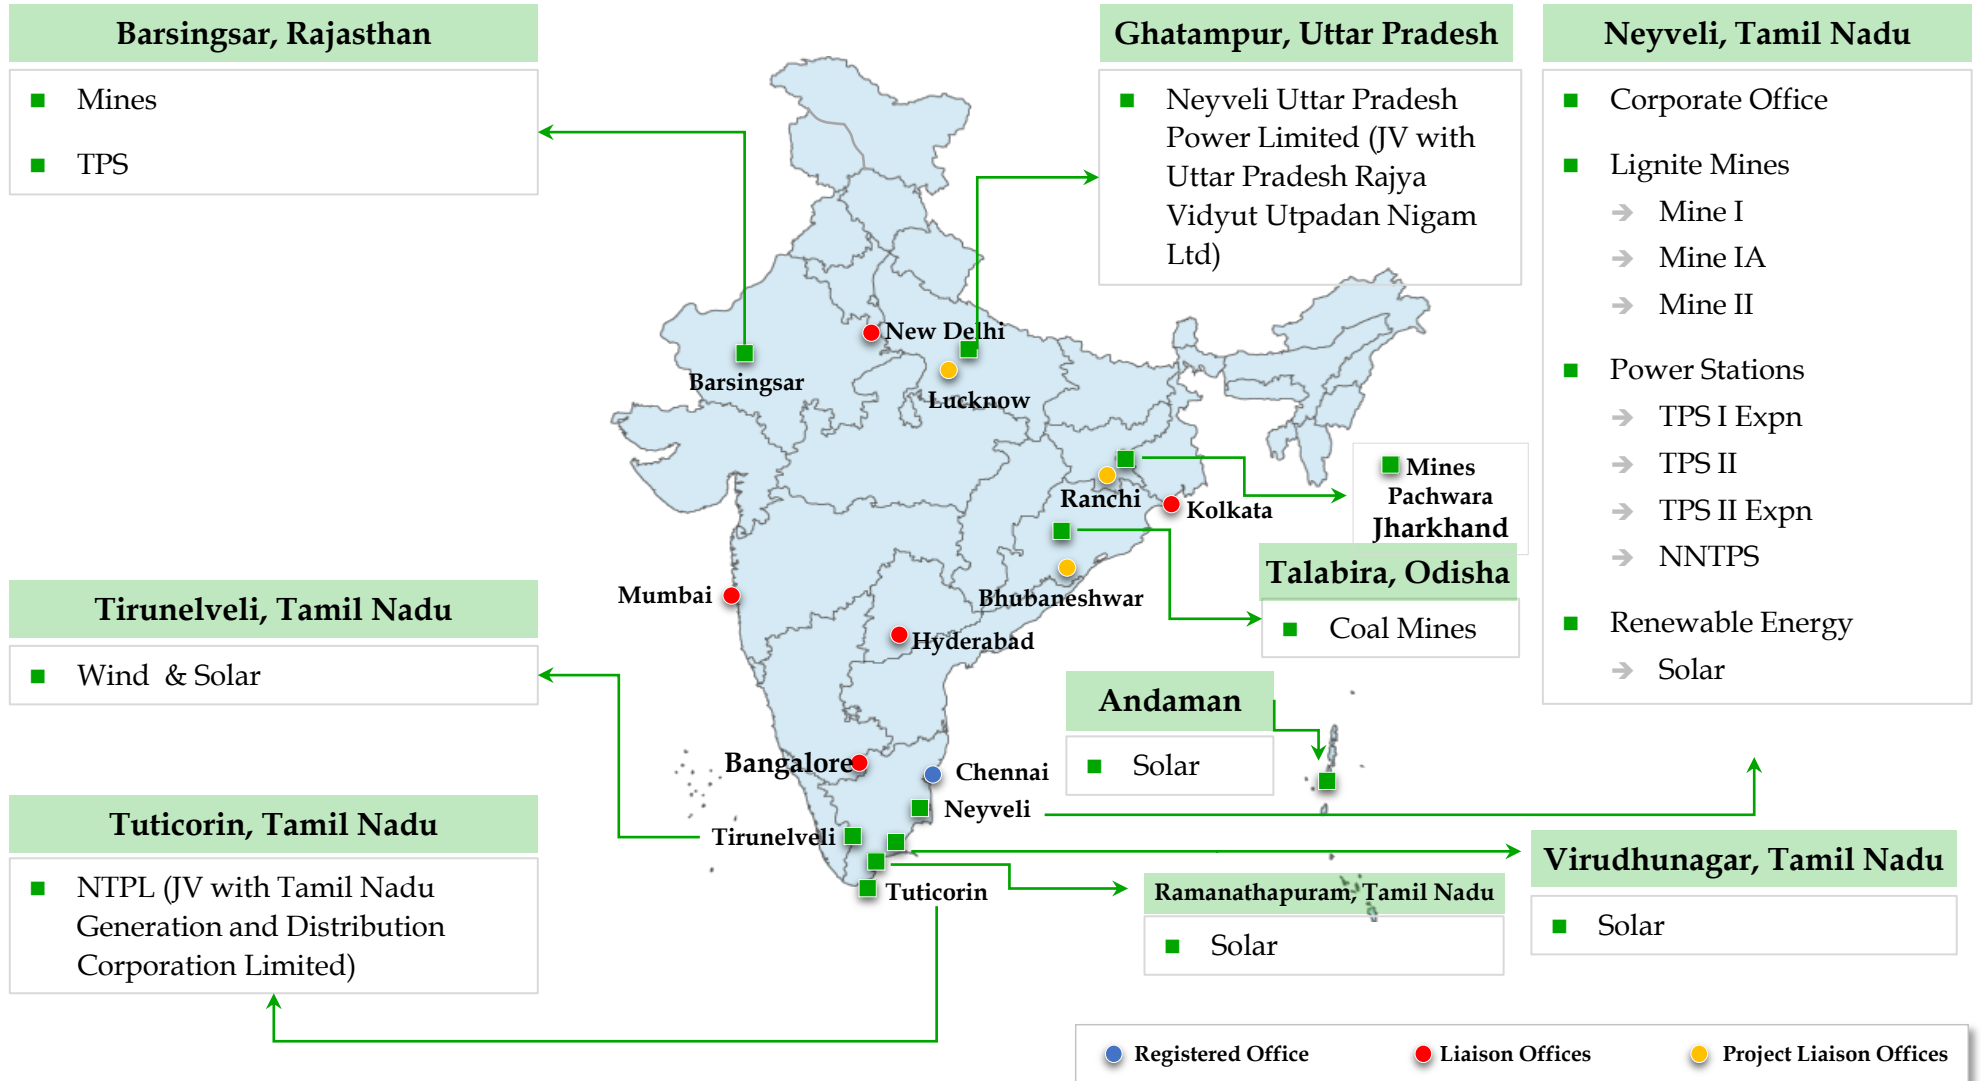 Barsingsar, Rajasthan
Mines
TPS
Ghatampur, Uttar Pradesh
Neyveli Uttar Pradesh
Power Limited (JV with
Uttar Pradesh Rajya
Vidyut Utpadan Nigam
Ltd)
Neyveli, Tamil Nadu
Corporate Office
Lignite Mines
Mine I
Mine IA
Mine II
Power Stations
TPS I Expn
TPS II
TPS II Expn
NNTPS
Renewable Energy
Solar
New Delhi
Barsingsar
Lucknow
Ranchi
Kolkata
Mines
Pachwara
Jharkhand
Talabira, Odisha
Coal Mines
Mumbai
Bhubaneshwar
Hyderabad
Tirunelveli, Tamil Nadu
Wind & Solar
Andaman
Solar
Bangalore
Chennai
Neyveli
Tirunelveli
Tuticorin
Tuticorin, Tamil Nadu
NTPL (JV with Tamil Nadu
Generation and Distribution
Corporation Limited)
Ramanathapuram, Tamil Nadu
Solar
Virudhunagar, Tamil Nadu
Solar
Registered Office
Liaison Offices
Project Liaison Offices